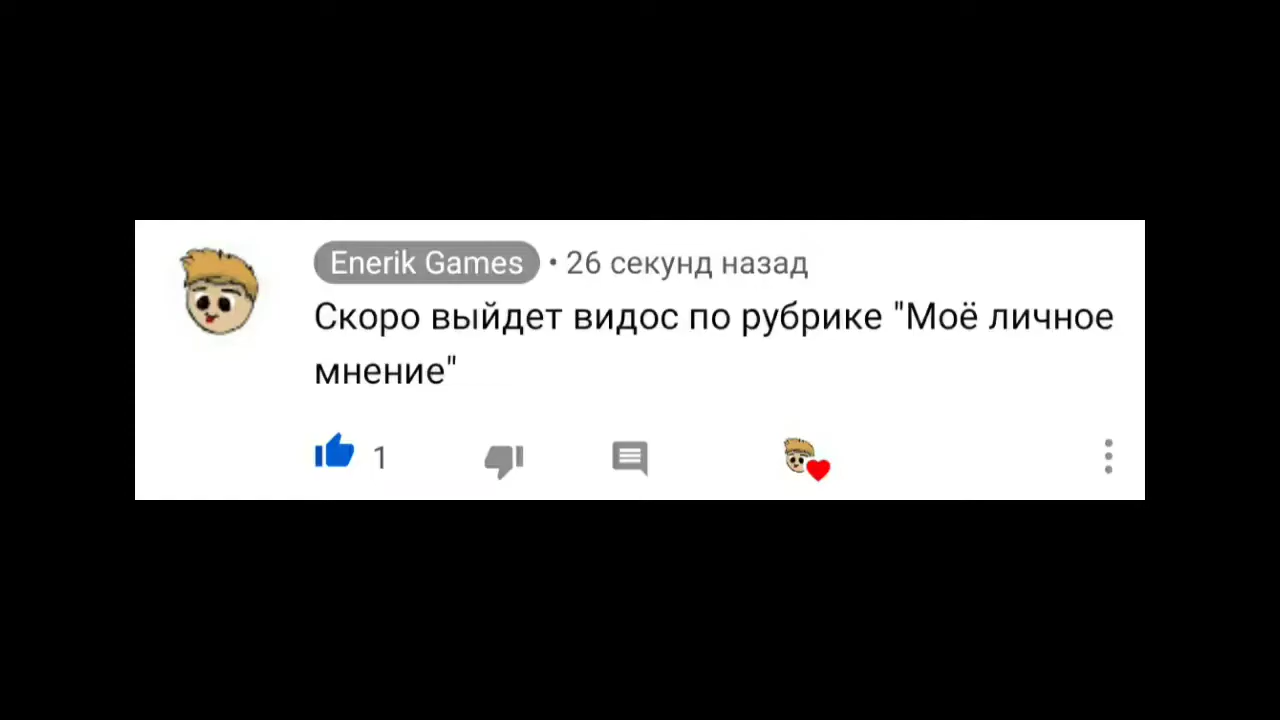 Enerik Games • 26 секунд назад
Скоро выйдет видос по рубрике "Моё личное
мнение"
1